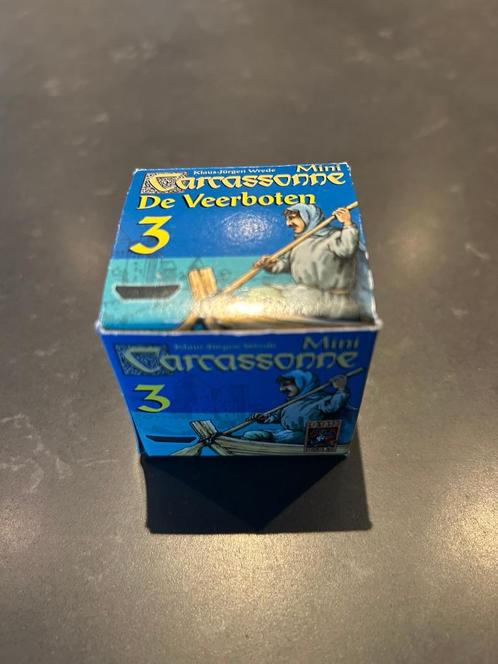 Klaus-Jürgen Wrede
Mini
Carcassonne
De Veerboten
3
Klaus-Jürgen Wrede
Mini
Carcassonne
3